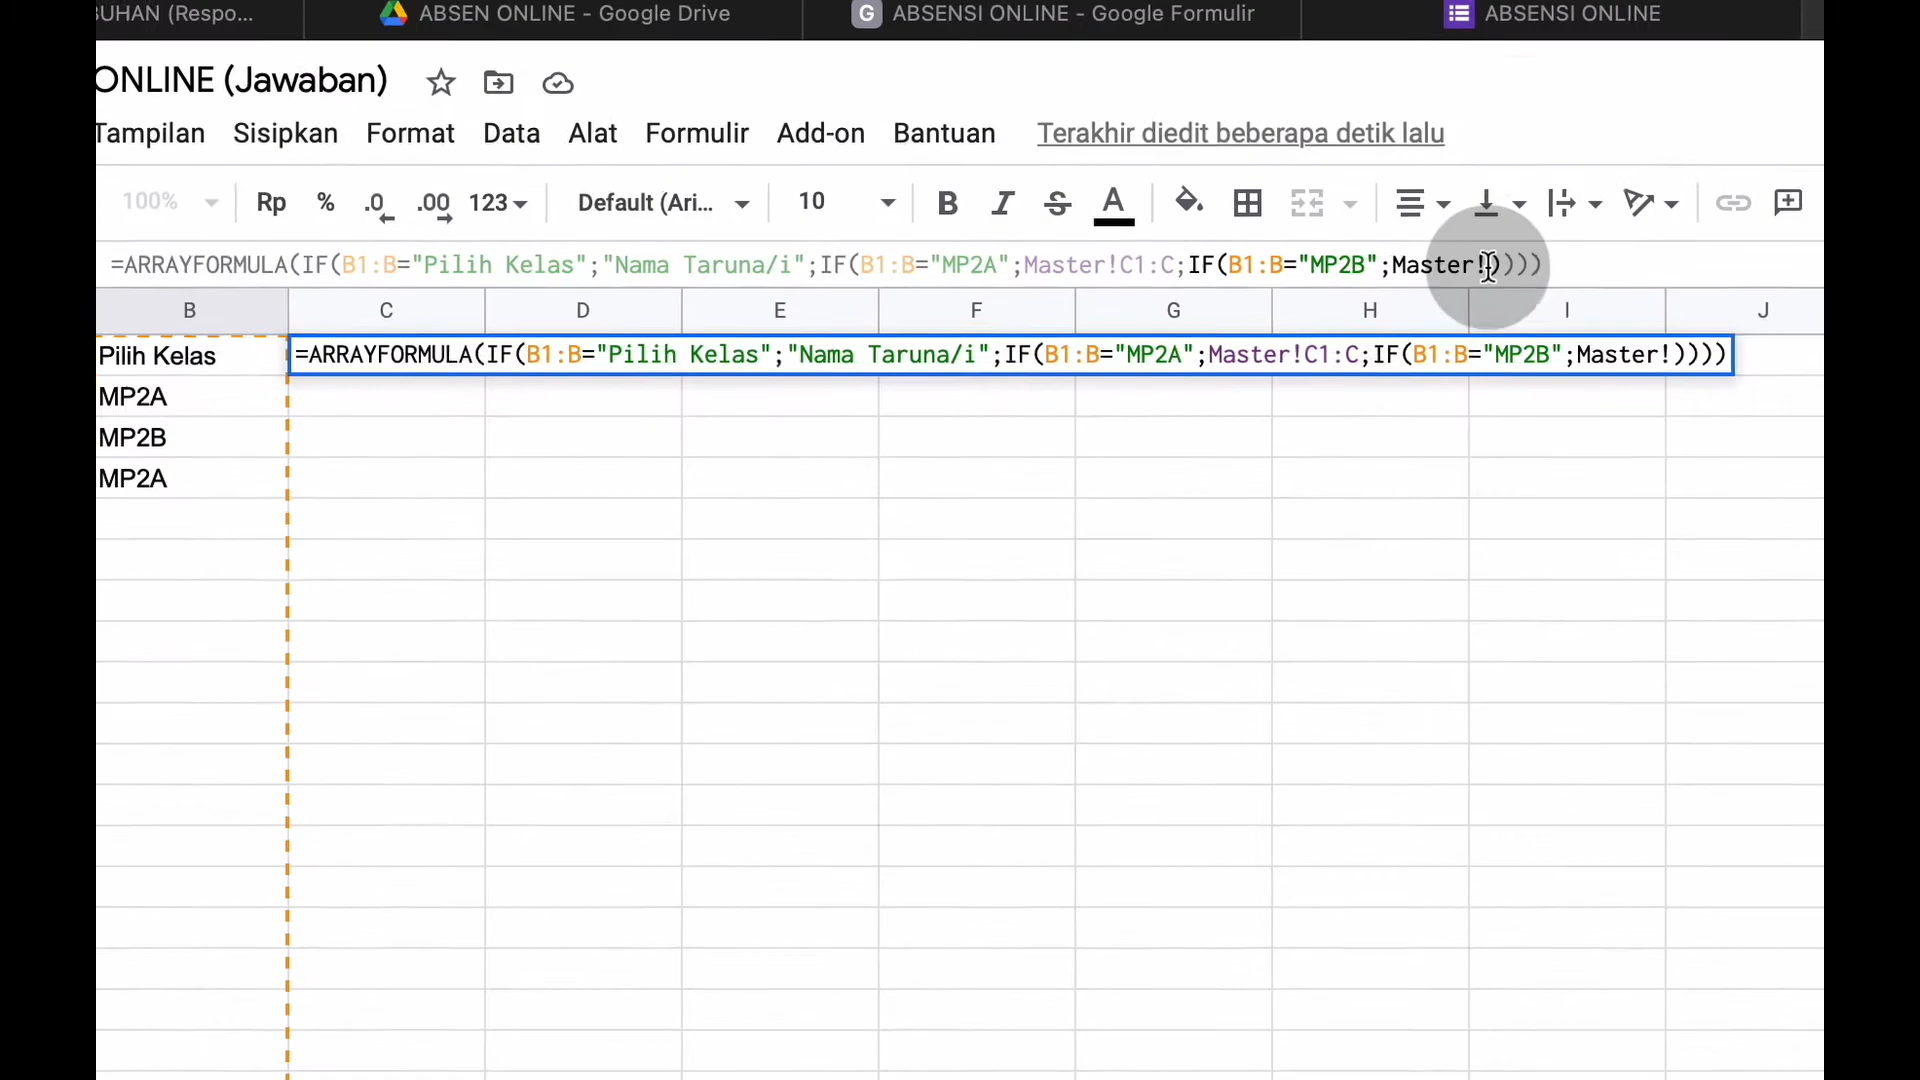 BUHAN (Respo... ABSEN ONLINE - Google Drive G ABSENSI ONLINE - Google Formulir ABSENSI ONLINE
ONLINE (Jawaban)
Tampilan Sisipkan Format Data Alat Formulir Add-on Bantuan Terakhir diedit beberapa detik lalu
100% Rp % .0 .00 123 Default (Ari... 10 B I S A
=ARRAYFORMULA(IF(B1:B="Pilih Kelas";"Nama Taruna/i";IF(B1:B="MP2A";Master!C1:C;IF(B1:B="MP2B";Master!))))
B C D E F G H I J
Pilih Kelas =ARRAYFORMULA(IF(B1:B="Pilih Kelas";"Nama Taruna/i";IF(B1:B="MP2A";Master!C1:C;IF(B1:B="MP2B";Master!))))
MP2A
MP2B
MP2A